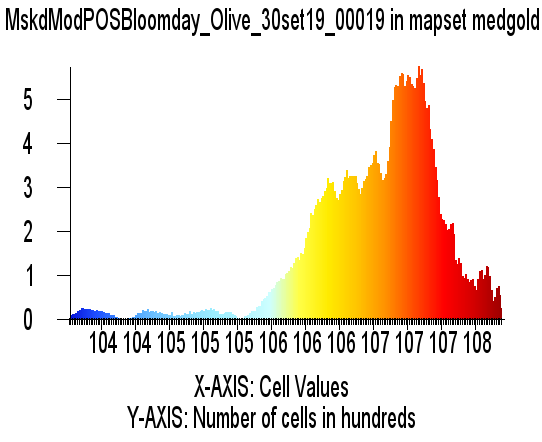 MskdModPOSBloomday_Olive_30set19_00019 in mapset medgold
5
4
3
2
1
0
104 104 105 105 105 106 106 106 107 107 107 108
X-AXIS: Cell Values
Y-AXIS: Number of cells in hundreds